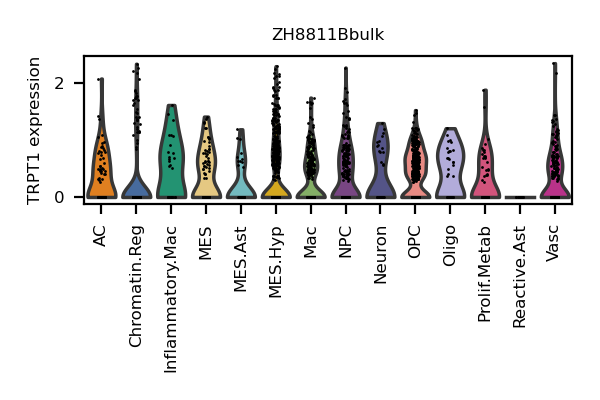 ZH8811Bbulk
TRPT1 expression
2
0
AC
Chromatin.Reg
Inflammatory.Mac
MES
MES.Ast
MES.Hyp
Mac
NPC
Neuron
OPC
Oligo
Prolif.Metab
Reactive.Ast
Vasc